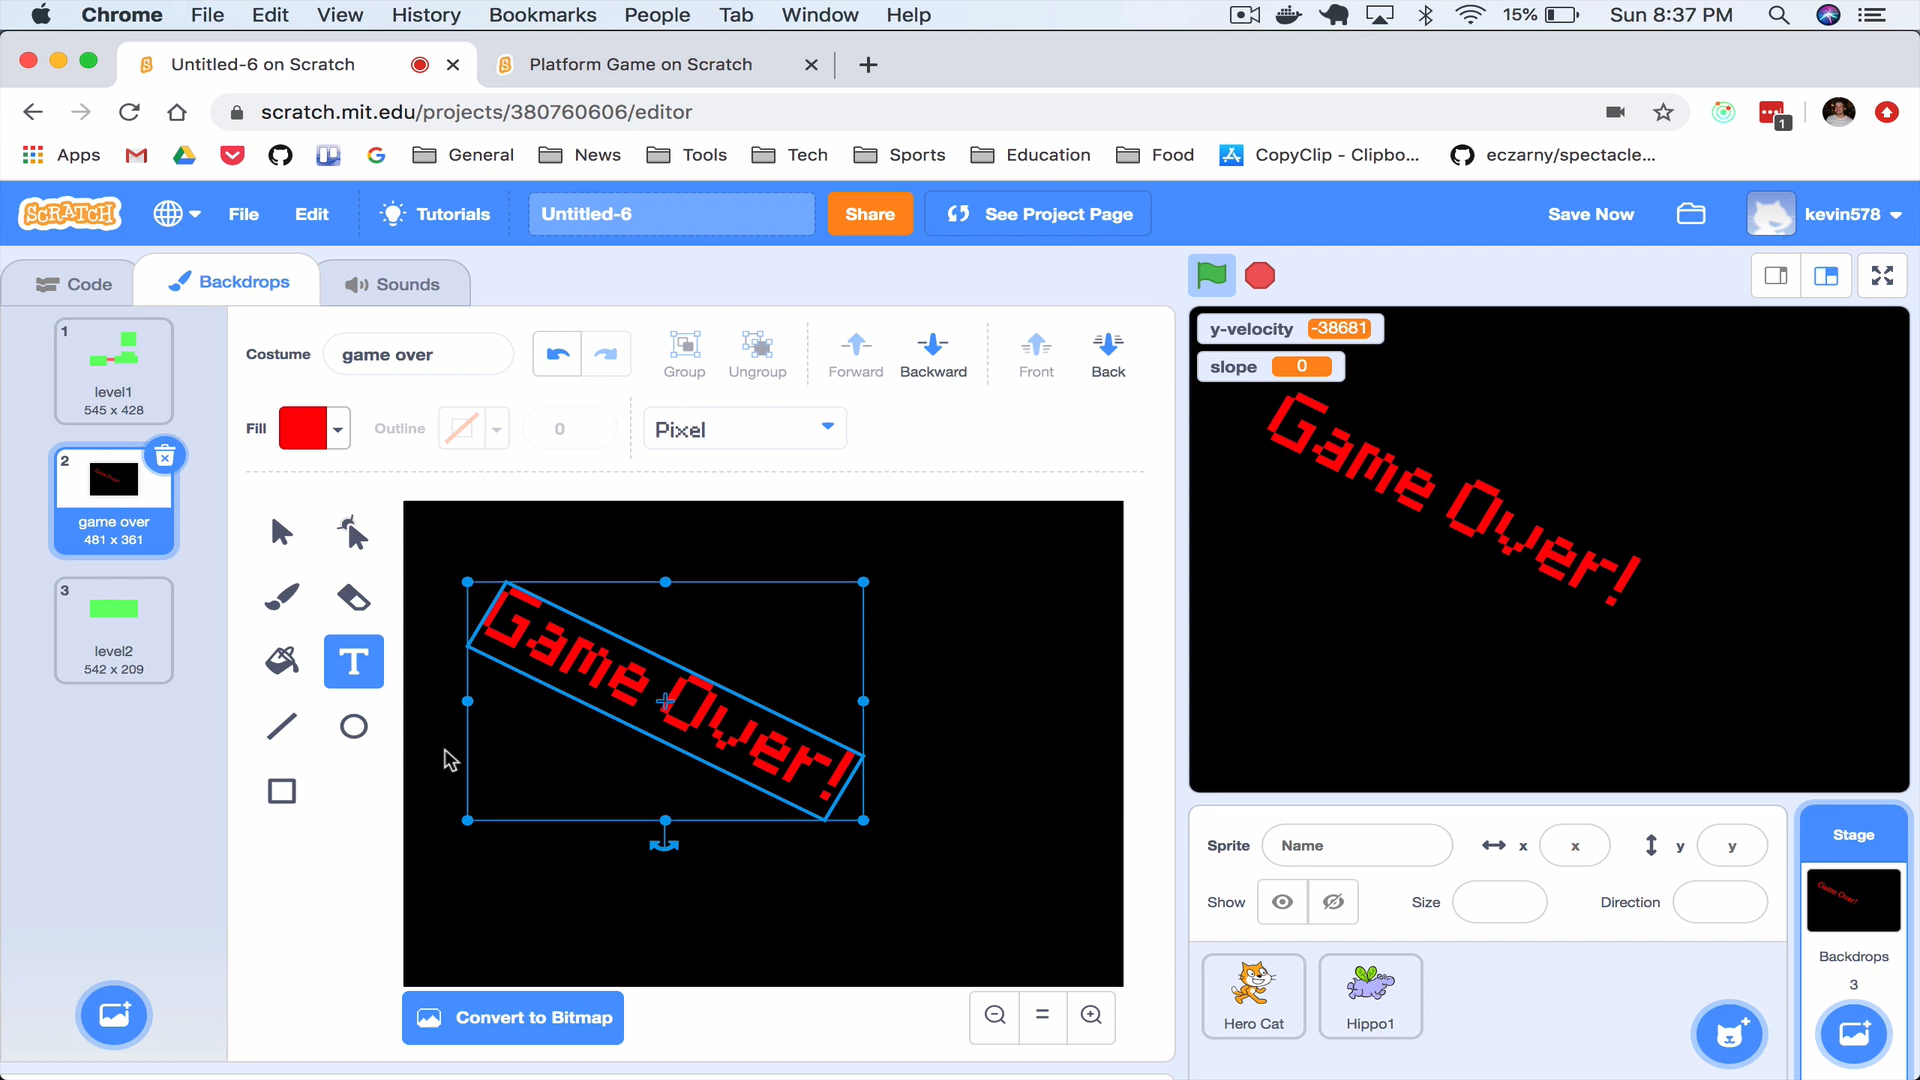 Chrome File Edit View History Bookmarks People Tab Window Help 15% Sun 8:37 PM
Untitled-6 on Scratch Platform Game on Scratch
scratch.mit.edu/projects/380760606/editor 1
Apps General News Tools Tech Sports Education Food CopyClip - Clipbo... eczarny/spectacle...
SCRATCH File Edit Tutorials Untitled-6 Share See Project Page Save Now kevin578
Code Backdrops Sounds
1
level1
545 x 428
2
game over
481 x 361
3
level2
542 x 209
Costume game over Group Ungroup Forward Backward Front Back
Fill Outline 0 Pixel
T
Game Over!
Convert to Bitmap
y-velocity -38681
slope 0
Game Over!
Sprite Name x x y y
Show Size Direction
Hero Cat Hippo1
Stage
Game Over!
Backdrops
3